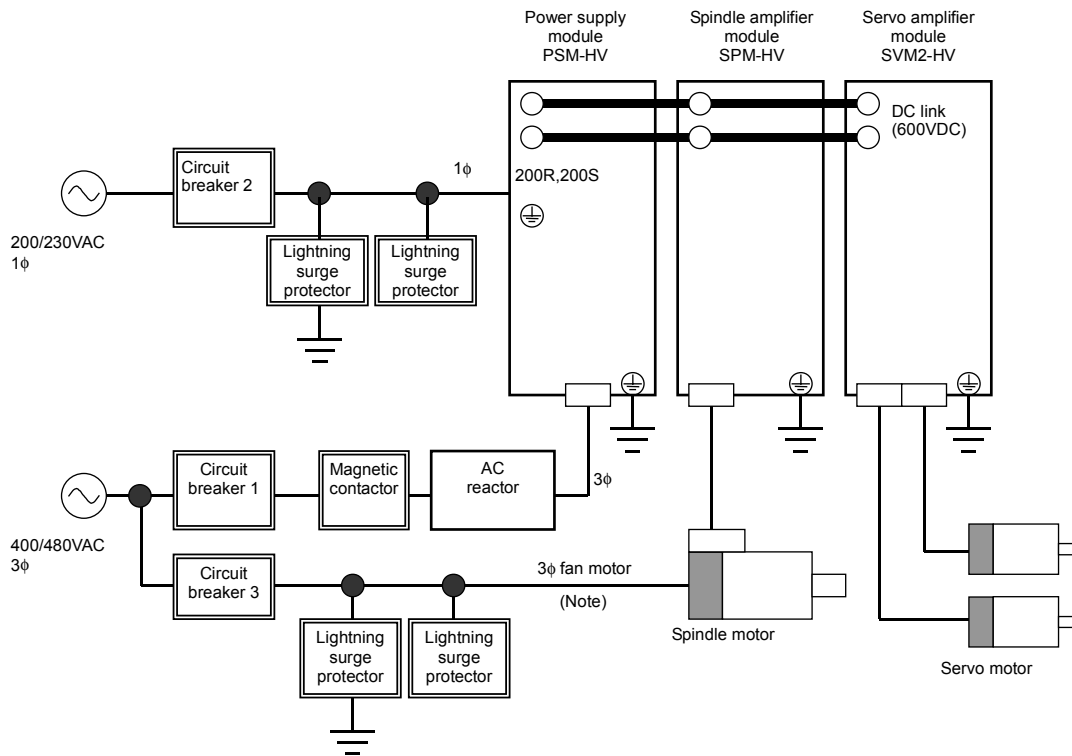 Power supply
module
PSM-HV
Spindle amplifier
module
SPM-HV
Servo amplifier
module
SVM2-HV
DC link
(600VDC)
Circuit
breaker 2
1ϕ
200R,200S
200/230VAC
1ϕ
Lightning
surge
protector
Lightning
surge
protector
Circuit
breaker 1
Magnetic
contactor
AC
reactor
3ϕ
400/480VAC
3ϕ
Circuit
breaker 3
3ϕ fan motor
(Note)
Lightning
surge
protector
Lightning
surge
protector
Spindle motor
Servo motor